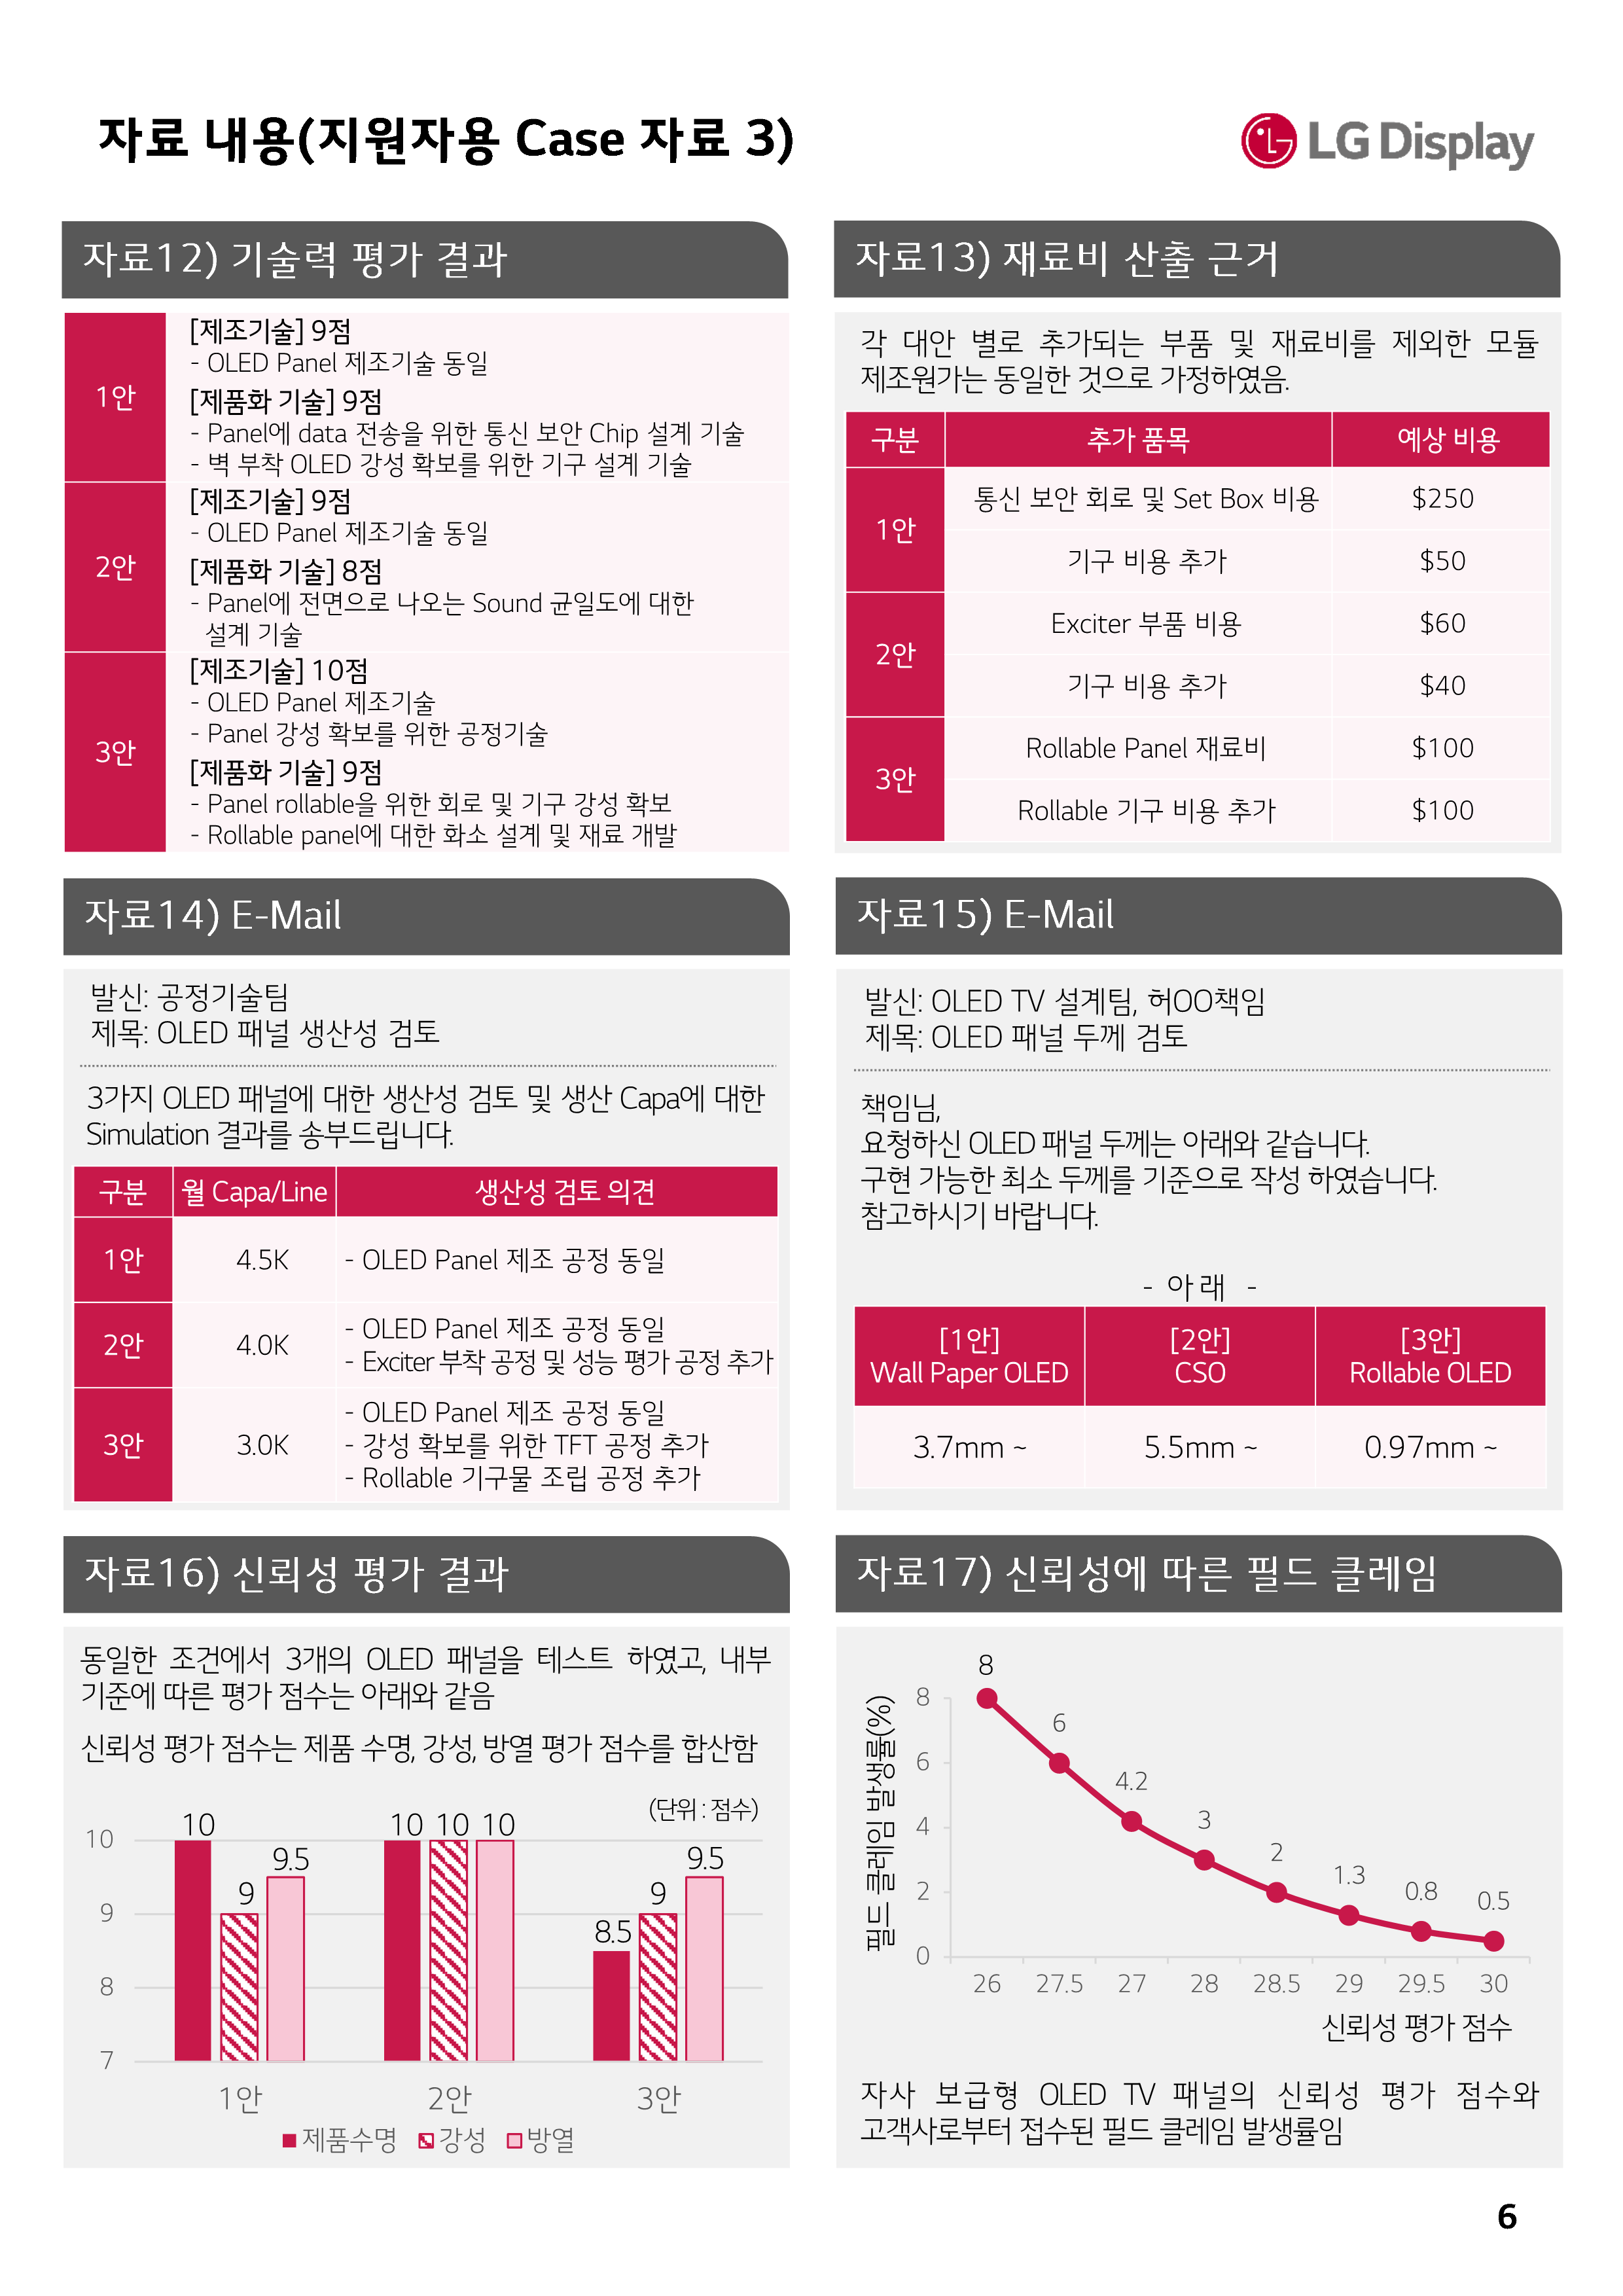 자료 내용(지원자용 Case 자료 3)
LG Display
자료12) 기술력 평가 결과
1안
[제조기술] 9점
- OLED Panel 제조기술 동일
[제품화 기술] 9점
- Panel에 data 전송을 위한 통신 보안 Chip 설계 기술
- 벽 부착 OLED 강성 확보를 위한 기구 설계 기술
2안
[제조기술] 9점
- OLED Panel 제조기술 동일
[제품화 기술] 8점
- Panel에 전면으로 나오는 Sound 균일도에 대한
설계 기술
3안
[제조기술] 10점
- OLED Panel 제조기술
- Panel 강성 확보를 위한 공정기술
[제품화 기술] 9점
- Panel rollable을 위한 회로 및 기구 강성 확보
- Rollable panel에 대한 화소 설계 및 재료 개발
자료13) 재료비 산출 근거
각 대안 별로 추가되는 부품 및 재료비를 제외한 모듈
제조원가는 동일한 것으로 가정하였음.
구분 추가 품목 예상 비용
1안 통신 보안 회로 및 Set Box 비용 $250
기구 비용 추가 $50
2안 Exciter 부품 비용 $60
기구 비용 추가 $40
3안 Rollable Panel 재료비 $100
Rollable 기구 비용 추가 $100
자료14) E-Mail
발신: 공정기술팀
제목: OLED 패널 생산성 검토
3가지 OLED 패널에 대한 생산성 검토 및 생산 Capa에 대한
Simulation 결과를 송부드립니다.
구분 월 Capa/Line 생산성 검토 의견
1안 4.5K - OLED Panel 제조 공정 동일
2안 4.0K - OLED Panel 제조 공정 동일
- Exciter 부착 공정 및 성능 평가 공정 추가
3안 3.0K - OLED Panel 제조 공정 동일
- 강성 확보를 위한 TFT 공정 추가
- Rollable 기구물 조립 공정 추가
자료15) E-Mail
발신: OLED TV 설계팀, 허OO책임
제목: OLED 패널 두께 검토
책임님,
요청하신 OLED 패널 두께는 아래와 같습니다.
구현 가능한 최소 두께를 기준으로 작성 하였습니다.
참고하시기 바랍니다.
- 아래 -
[1안] [2안] [3안]
Wall Paper OLED CSO Rollable OLED
3.7mm ~ 5.5mm ~ 0.97mm ~
자료16) 신뢰성 평가 결과
동일한 조건에서 3개의 OLED 패널을 테스트 하였고, 내부
기준에 따른 평가 점수는 아래와 같음
신뢰성 평가 점수는 제품 수명, 강성, 방열 평가 점수를 합산함
(단위 : 점수)
10 9 8 7
10 9 9.5
10 10 10
8.5 9 9.5
1안 2안 3안
제품수명 강성 방열
자료17) 신뢰성에 따른 필드 클레임
필드 클레임 발생률(%)
8 6 4 2 0
8 6 4.2 3 2 1.3 0.8 0.5
26 27.5 27 28 28.5 29 29.5 30
신뢰성 평가 점수
자사 보급형 OLED TV 패널의 신뢰성 평가 점수와
고객사로부터 접수된 필드 클레임 발생률임
6